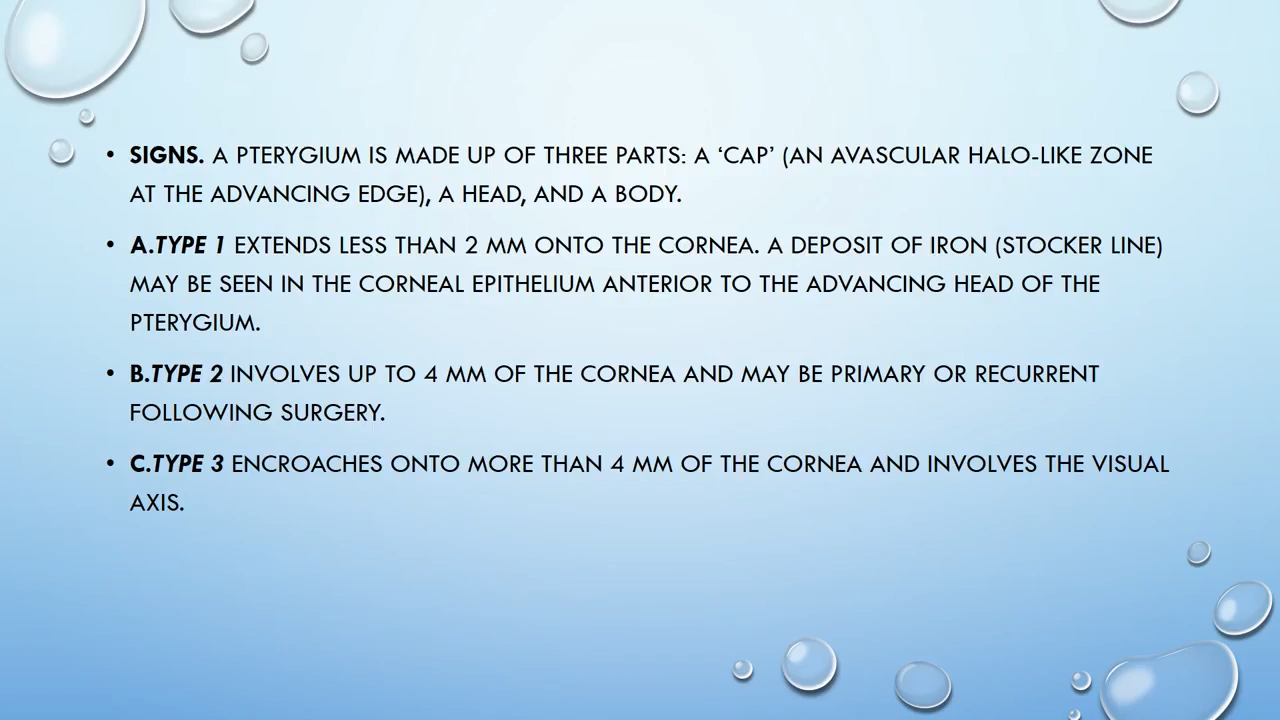 • SIGNS. A PTERYGIUM IS MADE UP OF THREE PARTS: A ‘CAP’ (AN AVASCULAR HALO-LIKE ZONE
AT THE ADVANCING EDGE), A HEAD, AND A BODY.
• A.TYPE 1 EXTENDS LESS THAN 2 MM ONTO THE CORNEA. A DEPOSIT OF IRON (STOCKER LINE)
MAY BE SEEN IN THE CORNEAL EPITHELIUM ANTERIOR TO THE ADVANCING HEAD OF THE
PTERYGIUM.
• B.TYPE 2 INVOLVES UP TO 4 MM OF THE CORNEA AND MAY BE PRIMARY OR RECURRENT
FOLLOWING SURGERY.
• C.TYPE 3 ENCROACHES ONTO MORE THAN 4 MM OF THE CORNEA AND INVOLVES THE VISUAL
AXIS.